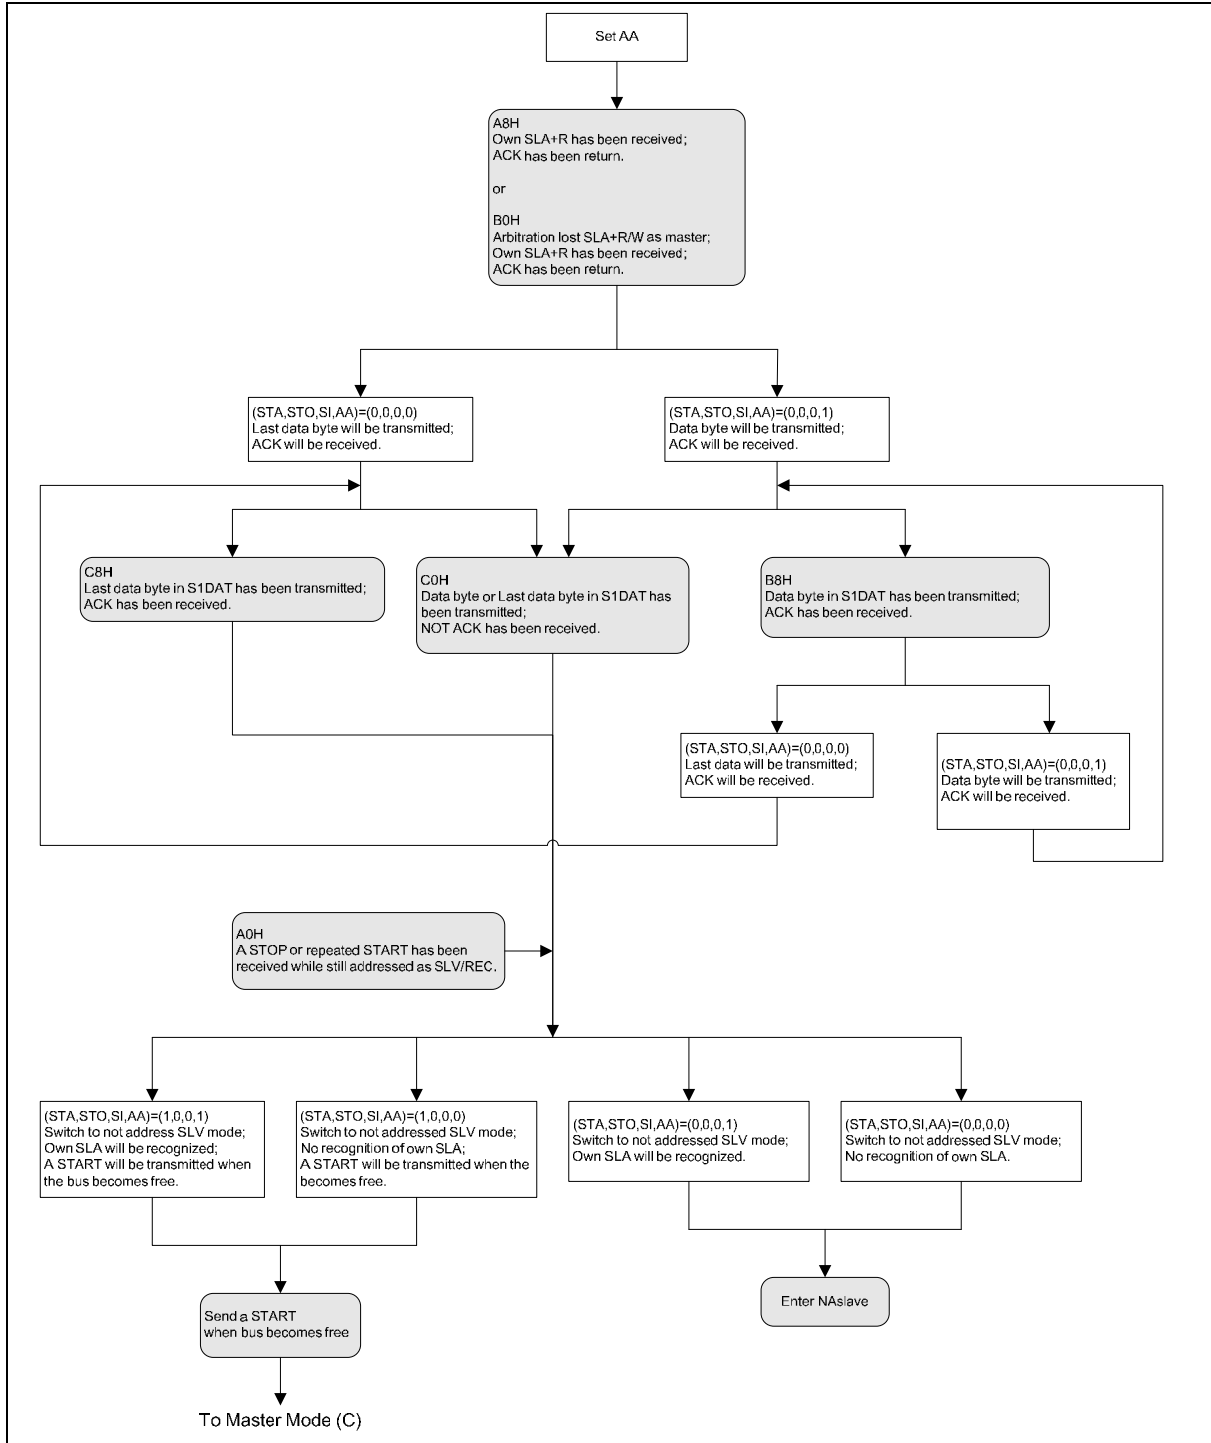 Set AA
A8H
Own SLA+R has been received;
ACK has been return.
or
B0H
Arbitration lost SLA+R/W as master;
Own SLA+R has been received;
ACK has been return.
(STA,STO,SI,AA)=(0,0,0,0)
Last data byte will be transmitted;
ACK will be received.
(STA,STO,SI,AA)=(0,0,0,1)
Data byte will be transmitted;
ACK will be received.
C8H
Last data byte in S1DAT has been transmitted;
ACK has been received.
C0H
Data byte or Last data byte in S1DAT has
been transmitted;
NOT ACK has been received.
B8H
Data byte in S1DAT has been transmitted;
ACK has been received.
(STA,STO,SI,AA)=(0,0,0,0)
Last data will be transmitted;
ACK will be received.
(STA,STO,SI,AA)=(0,0,0,1)
Data byte will be transmitted;
ACK will be received.
A0H
A STOP or repeated START has been
received while still addressed as SLV/REC.
(STA,STO,SI,AA)=(1,0,0,1)
Switch to not address SLV mode;
Own SLA will be recognized;
A START will be transmitted when
the bus becomes free.
(STA,STO,SI,AA)=(1,0,0,0)
Switch to not addressed SLV mode;
No recognition of own SLA;
A START will be transmitted when the
becomes free.
(STA,STO,SI,AA)=(0,0,0,1)
Switch to not addressed SLV mode;
Own SLA will be recognized.
(STA,STO,SI,AA)=(0,0,0,0)
Switch to not addressed SLV mode;
No recognition of own SLA.
Send a START
when bus becomes free
Enter NAslave
To Master Mode (C)